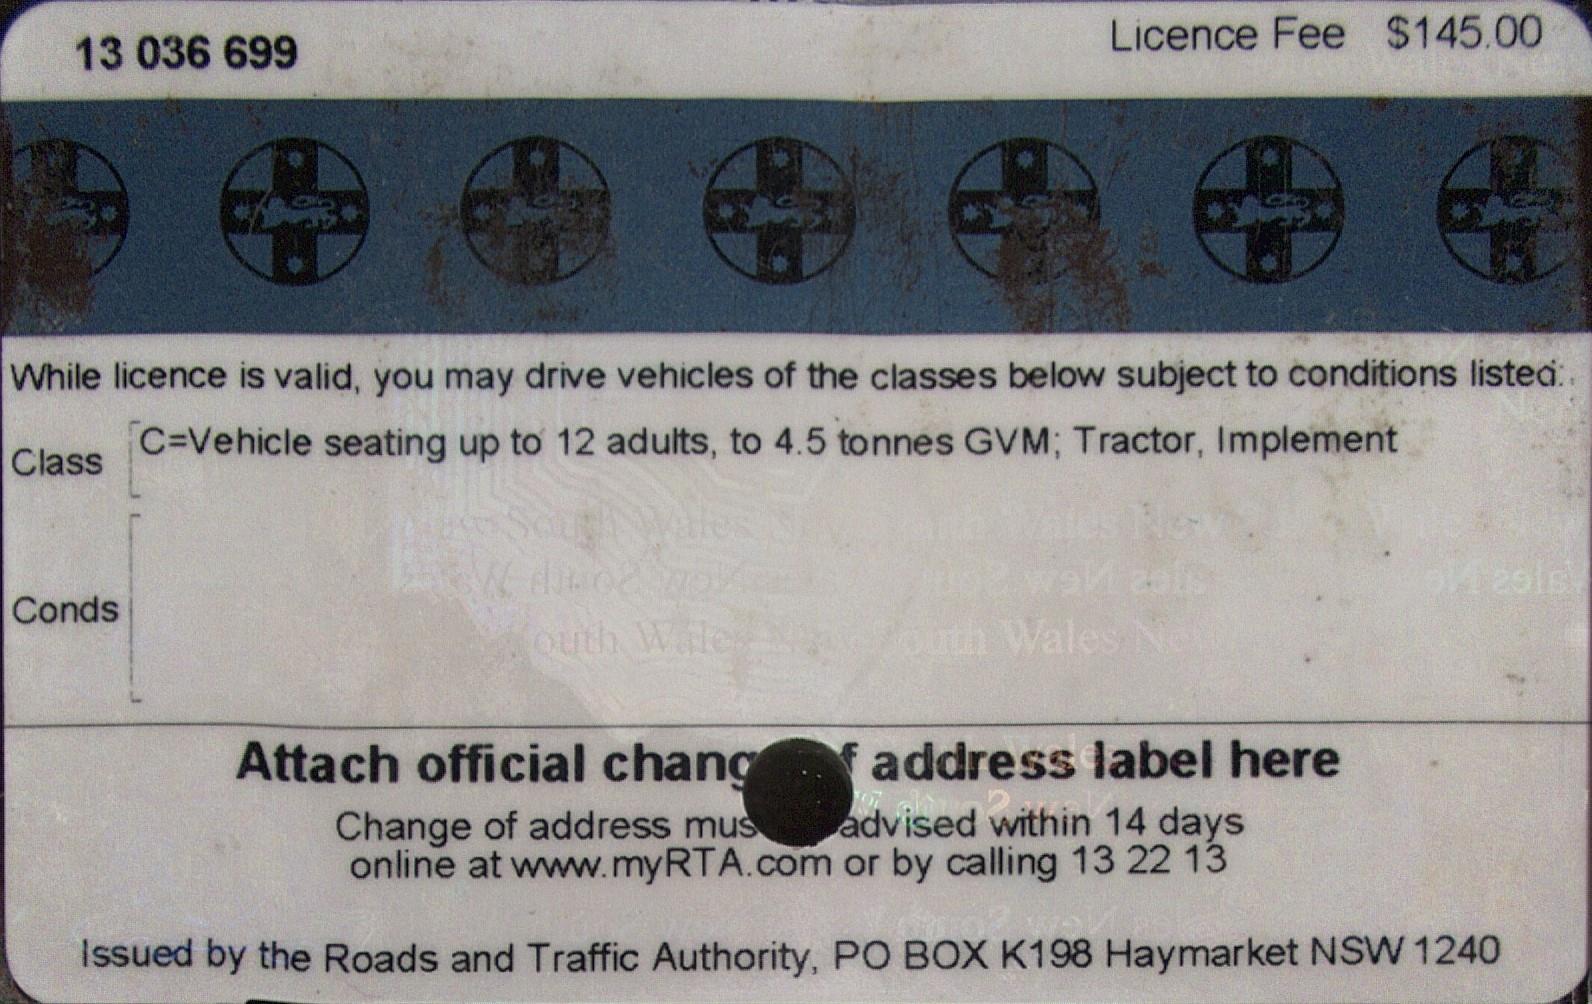 13 036 699
Licence Fee $145.00
While licence is valid, you may drive vehicles of the classes below subject to conditions listed:
Class C=Vehicle seating up to 12 adults, to 4.5 tonnes GVM; Tractor, Implement
Conds
Attach official chang f address label here
Change of address mus advised within 14 days
online at www.myRTA.com or by calling 13 22 13
Issued by the Roads and Traffic Authority, PO BOX K198 Haymarket NSW 1240